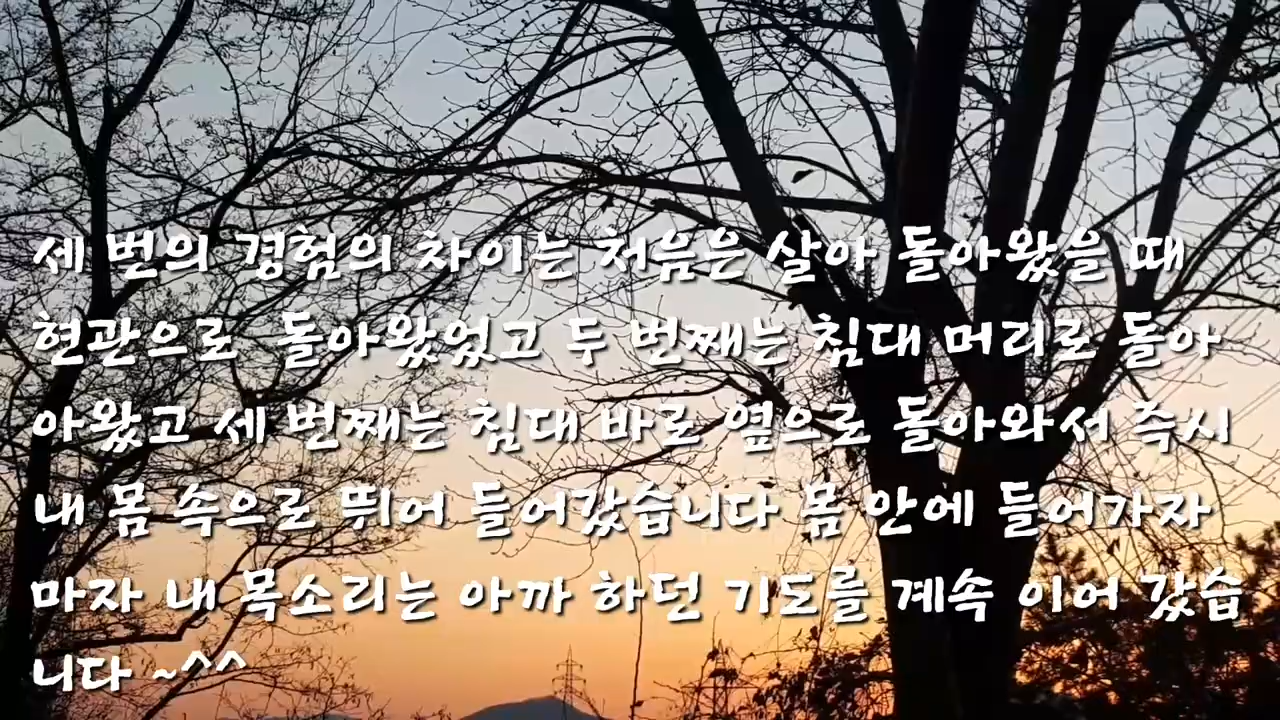 세 번의 경험의 차이는 처음은 살아 돌아왔을 때
현관으로 돌아왔었고 두 번째는 침대 머리로 돌아
아왔고 세 번째는 침대 바로 옆으로 돌아와서 즉시
내 몸 속으로 뛰어 들어갔습니다 몸 안에 들어가자
마자 내 목소리는 아까 하던 기도를 계속 이어 갔습
니다 ~^^